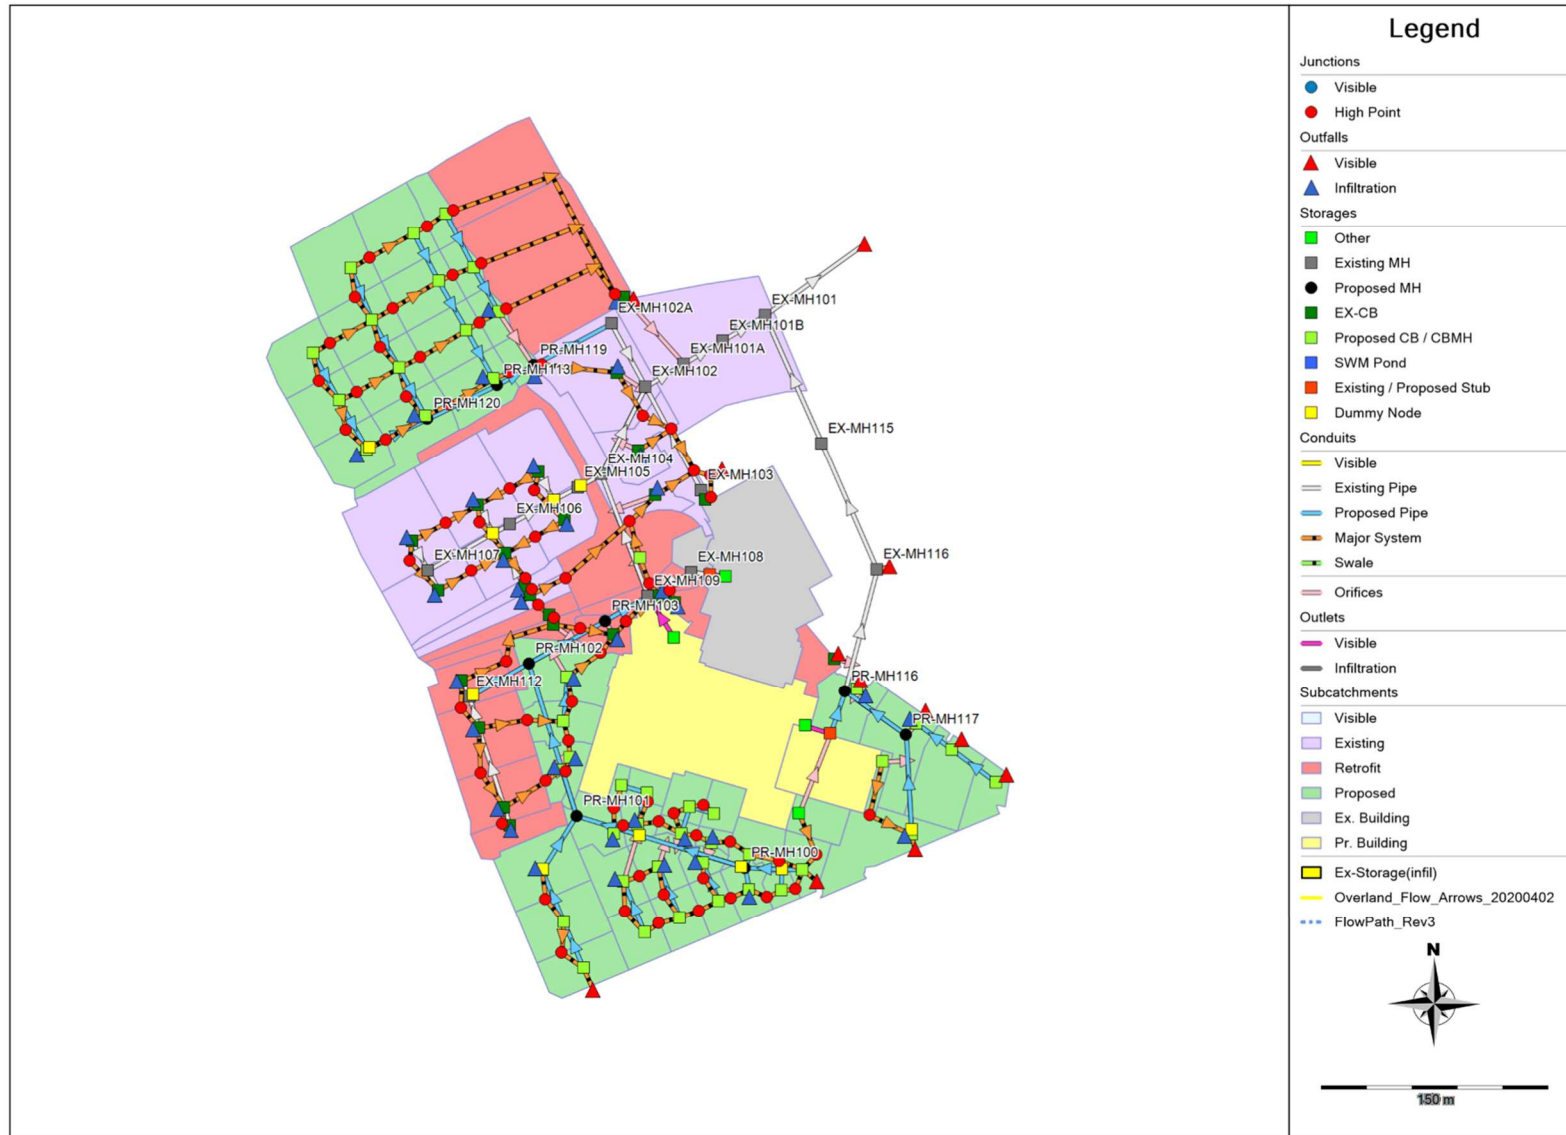 EX-MH101
EX-MH102A
EX-MH101B
PR-MH119
EX-MH101A
PR-MH113
EX-MH102
PR-MH120
EX-MH115
EX-MH104
EX-MH105
EX-MH103
EX-MH106
EX-MH107
EX-MH108
EX-MH116
EX-MH109
PR-MH103
PR-MH102
EX-MH112
PR-MH116
PR-MH117
PR-MH101
PR-MH100
Legend
Junctions
Visible
High Point
Outfalls
Visible
Infiltration
Storages
Other
Existing MH
Proposed MH
EX-CB
Proposed CB / CBMH
SWM Pond
Existing / Proposed Stub
Dummy Node
Conduits
Visible
Existing Pipe
Proposed Pipe
Major System
Swale
Orifices
Outlets
Visible
Infiltration
Subcatchments
Visible
Existing
Retrofit
Proposed
Ex. Building
Pr. Building
Ex-Storage(infil)
Overland_Flow_Arrows_20200402
FlowPath_Rev3
N
150 m